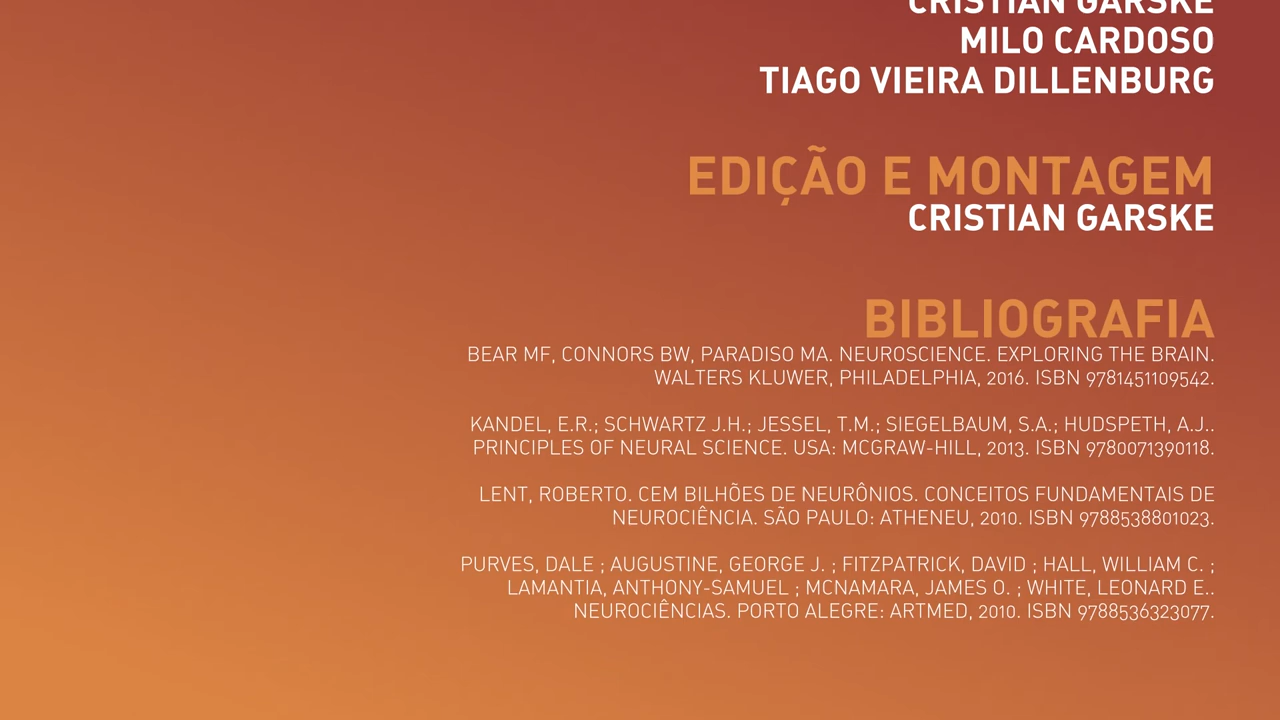 CRISTIAN GARSKE
MILO CARDOSO
TIAGO VIEIRA DILLENBURG
EDIÇÃO E MONTAGEM
CRISTIAN GARSKE
BIBLIOGRAFIA
BEAR MF, CONNORS BW, PARADISO MA. NEUROSCIENCE. EXPLORING THE BRAIN.
WALTERS KLUWER, PHILADELPHIA, 2016. ISBN 9781451109542.
KANDEL, E.R.; SCHWARTZ J.H.; JESSEL, T.M.; SIEGELBAUM, S.A.; HUDSPETH, A.J..
PRINCIPLES OF NEURAL SCIENCE. USA: MCGRAW-HILL, 2013. ISBN 9780071390118.
LENT, ROBERTO. CEM BILHÕES DE NEURÔNIOS. CONCEITOS FUNDAMENTAIS DE
NEUROCIÊNCIA. SÃO PAULO: ATHENEU, 2010. ISBN 9788538801023.
PURVES, DALE ; AUGUSTINE, GEORGE J. ; FITZPATRICK, DAVID ; HALL, WILLIAM C. ;
LAMANTIA, ANTHONY-SAMUEL ; MCNAMARA, JAMES O. ; WHITE, LEONARD E..
NEUROCIÊNCIAS. PORTO ALEGRE: ARTMED, 2010. ISBN 9788536323077.